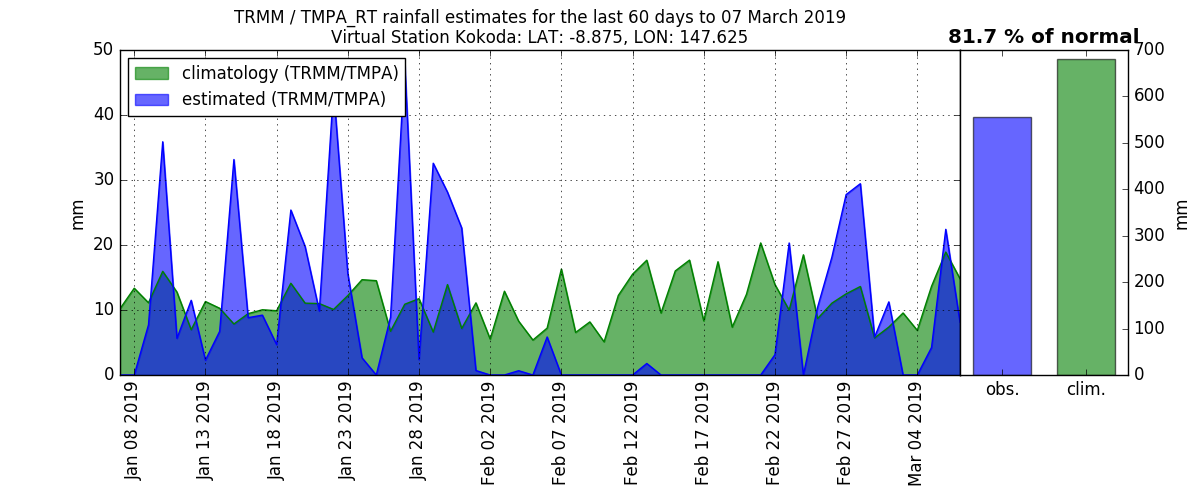 TRMM / TMPA_RT rainfall estimates for the last 60 days to 07 March 2019
Virtual Station Kokoda: LAT: -8.875, LON: 147.625
81.7 % of normal
climatology (TRMM/TMPA)
estimated (TRMM/TMPA)
50
40
30
20
10
0
mm
Jan 08 2019
Jan 13 2019
Jan 18 2019
Jan 23 2019
Jan 28 2019
Feb 02 2019
Feb 07 2019
Feb 12 2019
Feb 17 2019
Feb 22 2019
Feb 27 2019
Mar 04 2019
700
600
500
400
300
200
100
0
mm
obs.
clim.